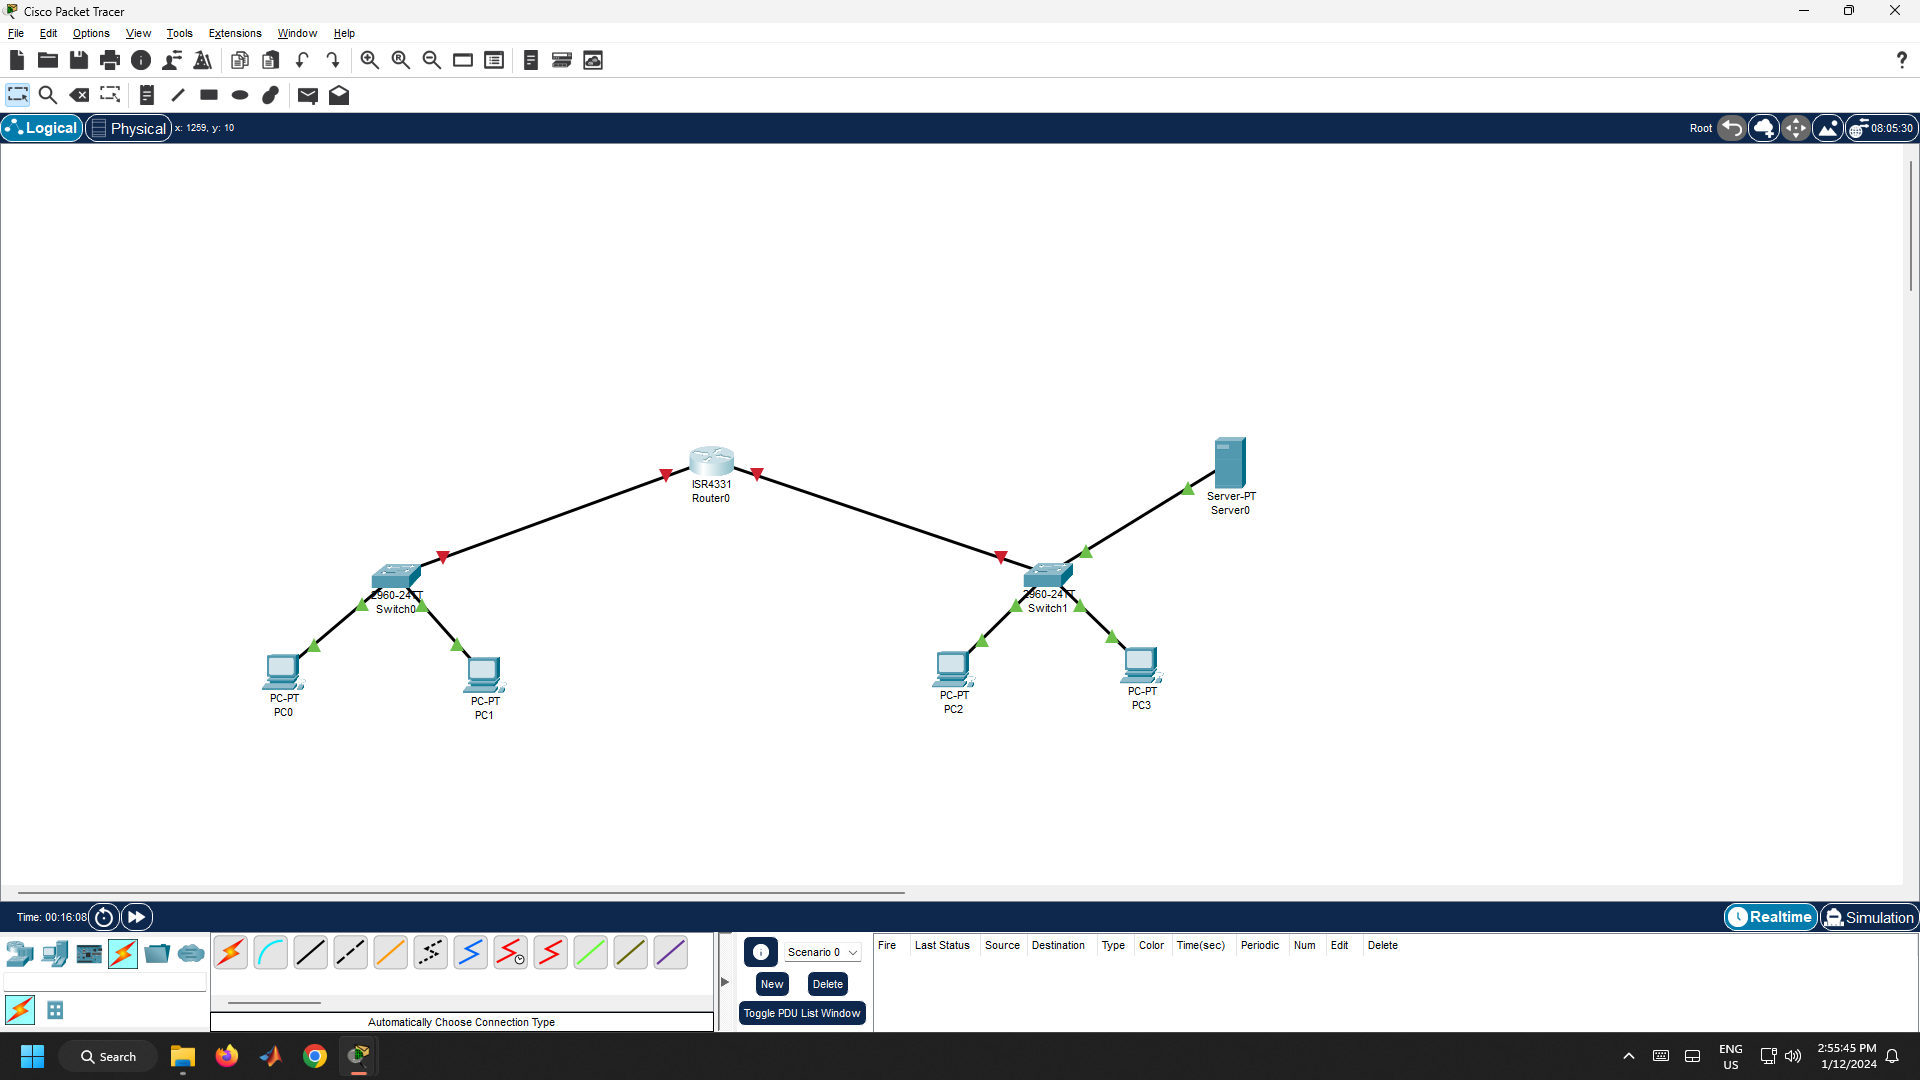 Cisco Packet Tracer
File Edit Options View Tools Extensions Window Help
?
Logical Physical x: 1259, y: 10 Root 08:05:30
ISR4331
Router0
Server-PT
Server0
2960-24TT
Switch0
2960-24TT
Switch1
PC-PT
PC0
PC-PT
PC1
PC-PT
PC2
PC-PT
PC3
Time: 00:16:08 Realtime Simulation
Scenario 0
New Delete
Toggle PDU List Window
Fire Last Status Source Destination Type Color Time(sec) Periodic Num Edit Delete
Automatically Choose Connection Type
Search
ENG
US
2:55:45 PM
1/12/2024